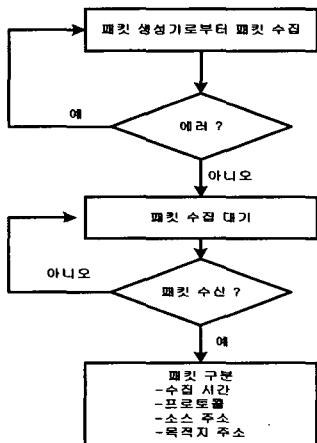 패킷 생성기로부터 패킷 수집
예
에러 ?
아니오
패킷 수집 대기
아니오
패킷 수신 ?
예
패킷 구분
-수집 시간
-프로토콜
-소스 주소
-목적지 주소